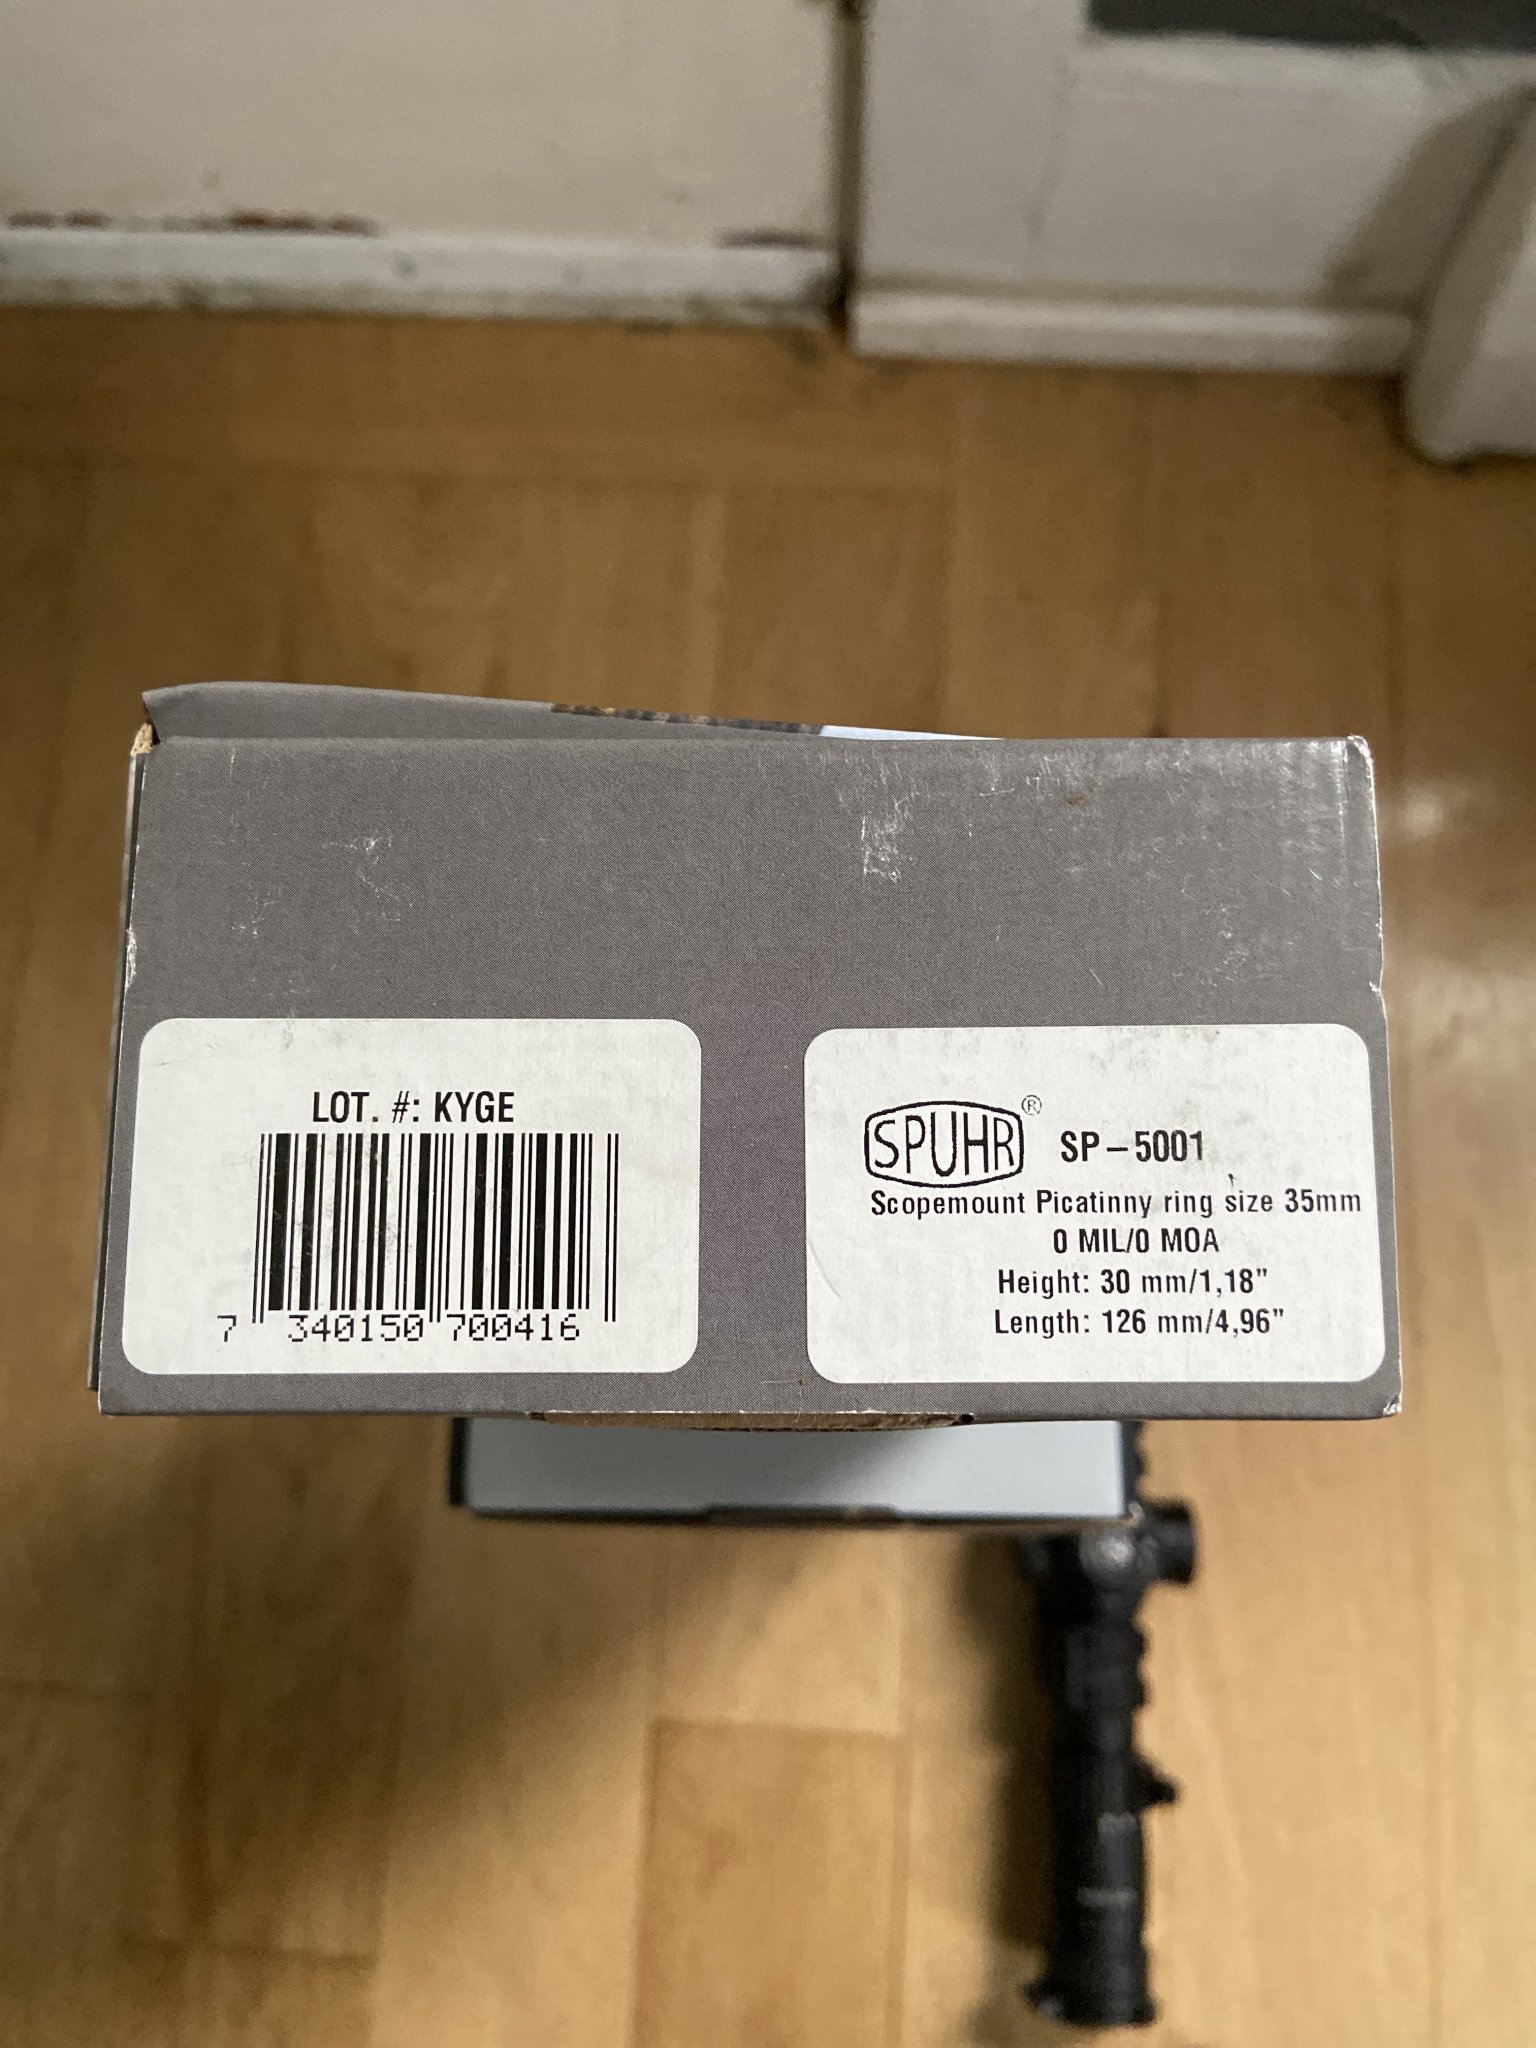 LOT. #: KYGE
7 340150 700416
SPUHR® SP-5001
Scopemount Picatinny ring size 35mm
0 MIL/0 MOA
Height: 30 mm/1,18"
Length: 126 mm/4,96"